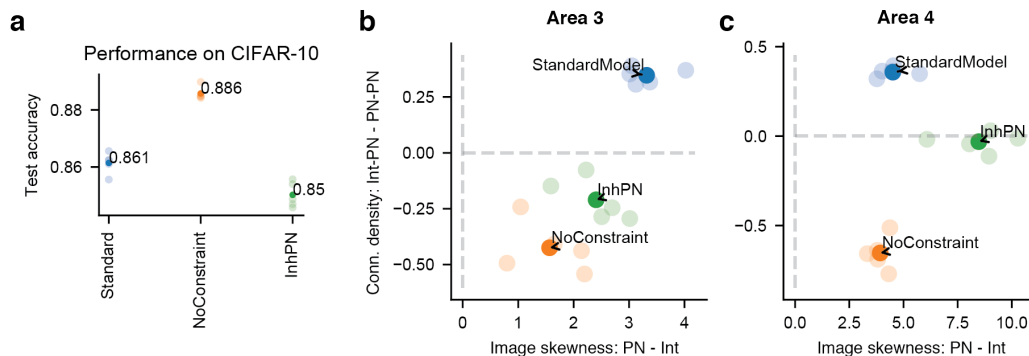 a
Performance on CIFAR-10
Test accuracy
0.88
0.86
0.861
0.886
0.85
Standard
NoConstraint
InhPN
b
Area 3
Conn. density: Int-PN - PN-PN
0.25
0.00
−0.25
−0.50
StandardModel
InhPN
NoConstraint
0
1
2
3
4
Image skewness: PN - Int
c
Area 4
0.5
0.0
−0.5
StandardModel
InhPN
NoConstraint
0.0
2.5
5.0
7.5
10.0
Image skewness: PN - Int